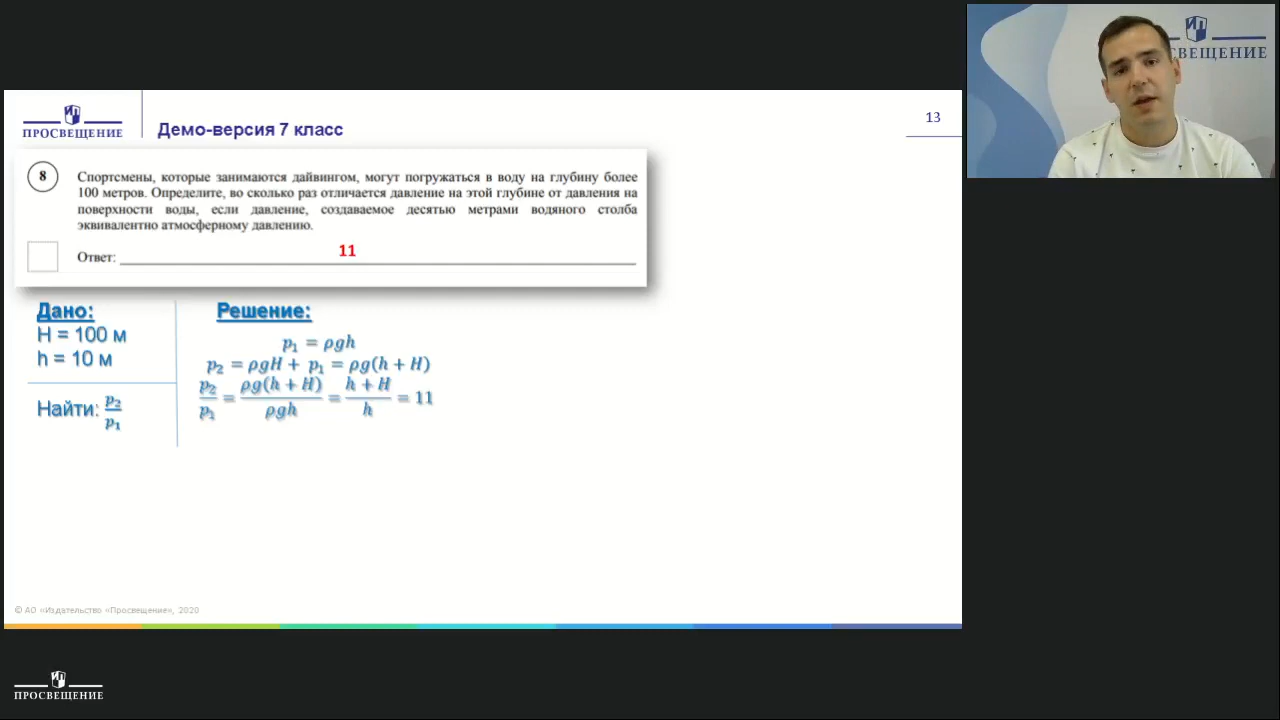 ПРОСВЕЩЕНИЕ
Демо-версия 7 класс
13
8
Спортсмены, которые занимаются дайвингом, могут погружаться в воду на глубину более
100 метров. Определите, во сколько раз отличается давление на этой глубине от давления на
поверхности воды, если давление, создаваемое десятью метрами водяного столба
эквивалентно атмосферному давлению.
11
Ответ:
Дано:
H = 100 м
h = 10 м
Найти: p₂/p₁
Решение:
p₁ = ρgh
p₂ = ρgH + p₁ = ρg(h + H)
p₂/p₁ = ρg(h + H)/ρgh = h + H/h = 11
© АО «Издательство «Просвещение», 2020
ПРОСВЕЩЕНИЕ
СВЕЩЕНИЕ